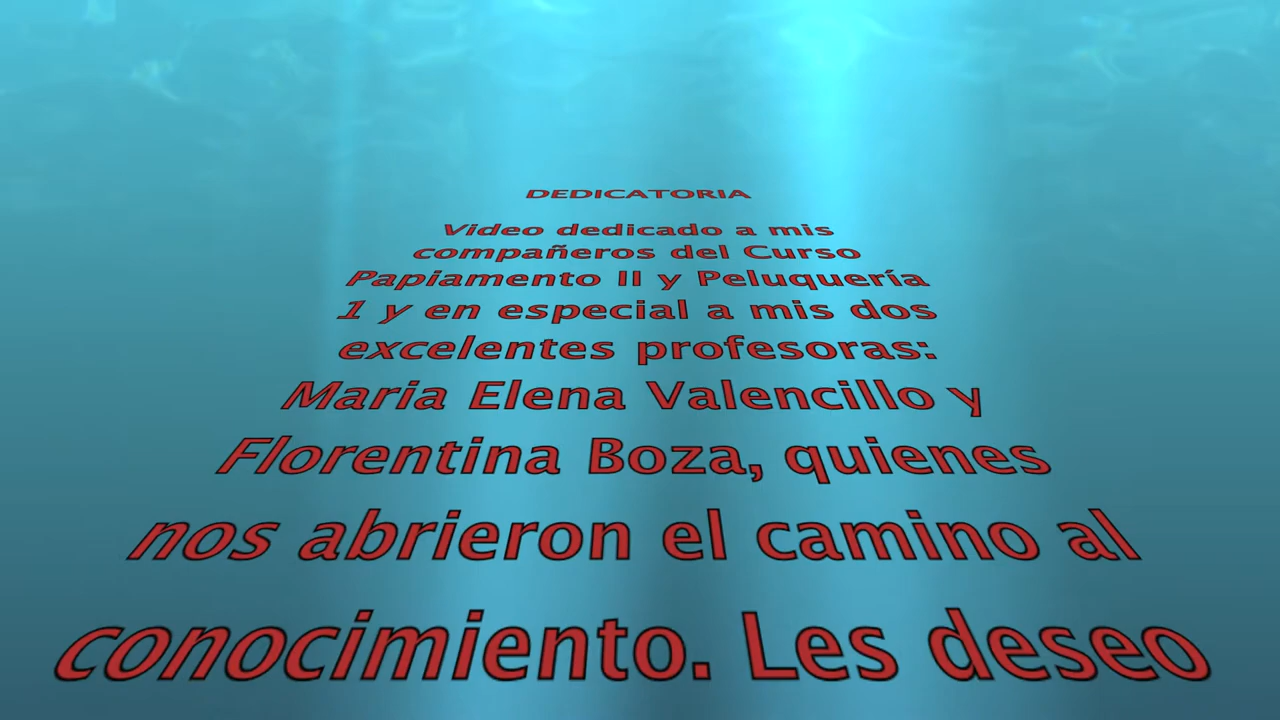 DEDICATORIA
Video dedicado a mis
compañeros del Curso
Papiamento II y Peluquería
1 y en especial a mis dos
excelentes profesoras:
Maria Elena Valencillo y
Florentina Boza, quienes
nos abrieron el camino al
conocimiento. Les deseo